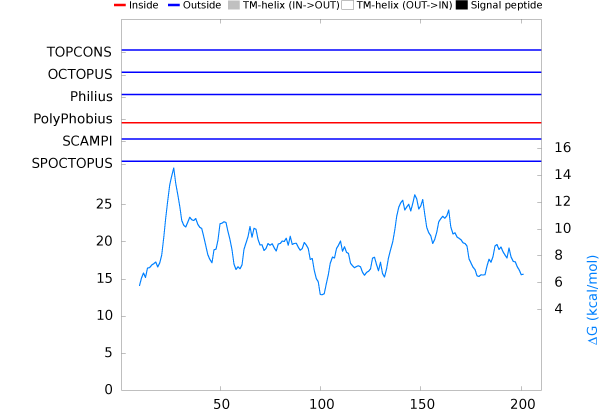 Inside Outside TM-helix (IN->OUT) TM-helix (OUT->IN) Signal peptide
TOPCONS
OCTOPUS
Philius
PolyPhobius
SCAMPI
SPOCTOPUS
25
20
15
10
5
0
50 100 150 200
16
14
12
10
8
6
4
ΔG (kcal/mol)